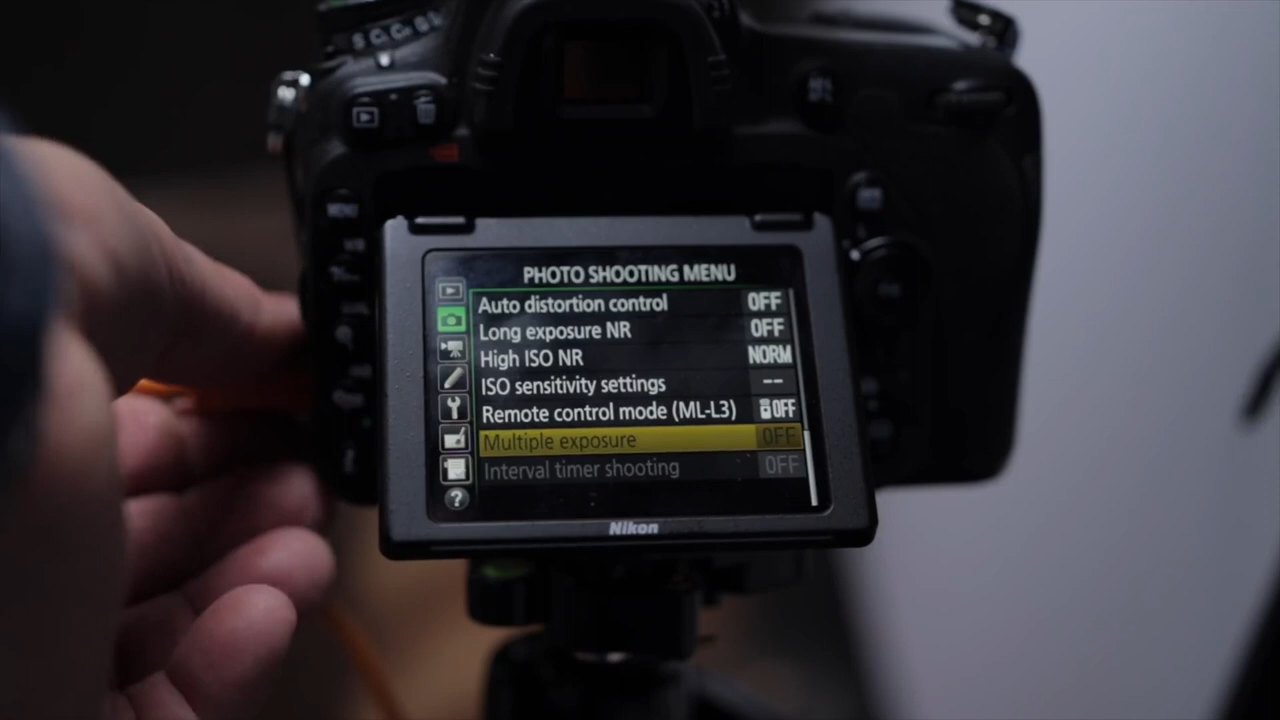 MENU
PHOTO SHOOTING MENU
Auto distortion control OFF
Long exposure NR OFF
High ISO NR NORM
ISO sensitivity settings --
Remote control mode (ML-L3) OFF
Multiple exposure OFF
Interval timer shooting OFF
?
Nikon